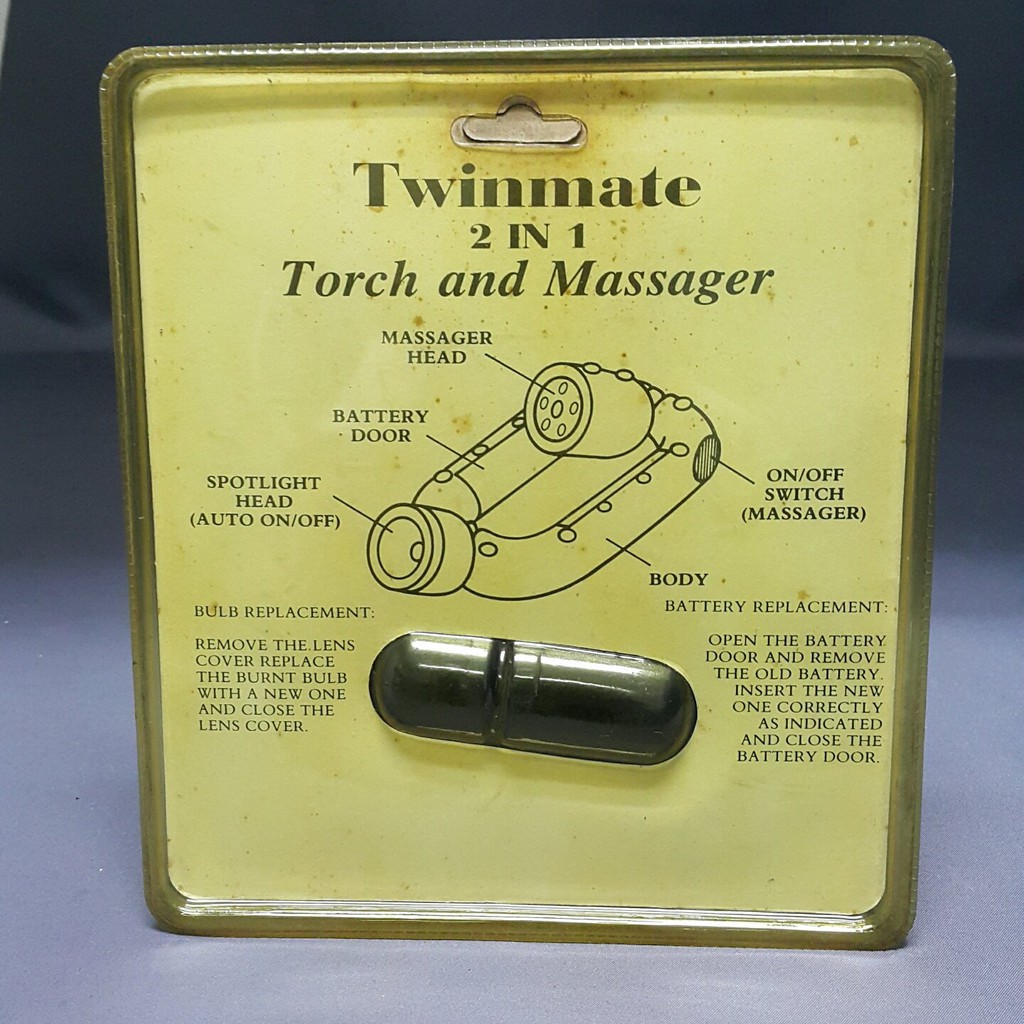 Twinmate
2 IN 1
Torch and Massager
MASSAGER
HEAD
BATTERY
DOOR
SPOTLIGHT
HEAD
(AUTO ON/OFF)
ON/OFF
SWITCH
(MASSAGER)
BODY
BULB REPLACEMENT:
REMOVE THE LENS
COVER REPLACE
THE BURNT BULB
WITH A NEW ONE
AND CLOSE THE
LENS COVER.
BATTERY REPLACEMENT:
OPEN THE BATTERY
DOOR AND REMOVE
THE OLD BATTERY.
INSERT THE NEW
ONE CORRECTLY
AS INDICATED
AND CLOSE THE
BATTERY DOOR.